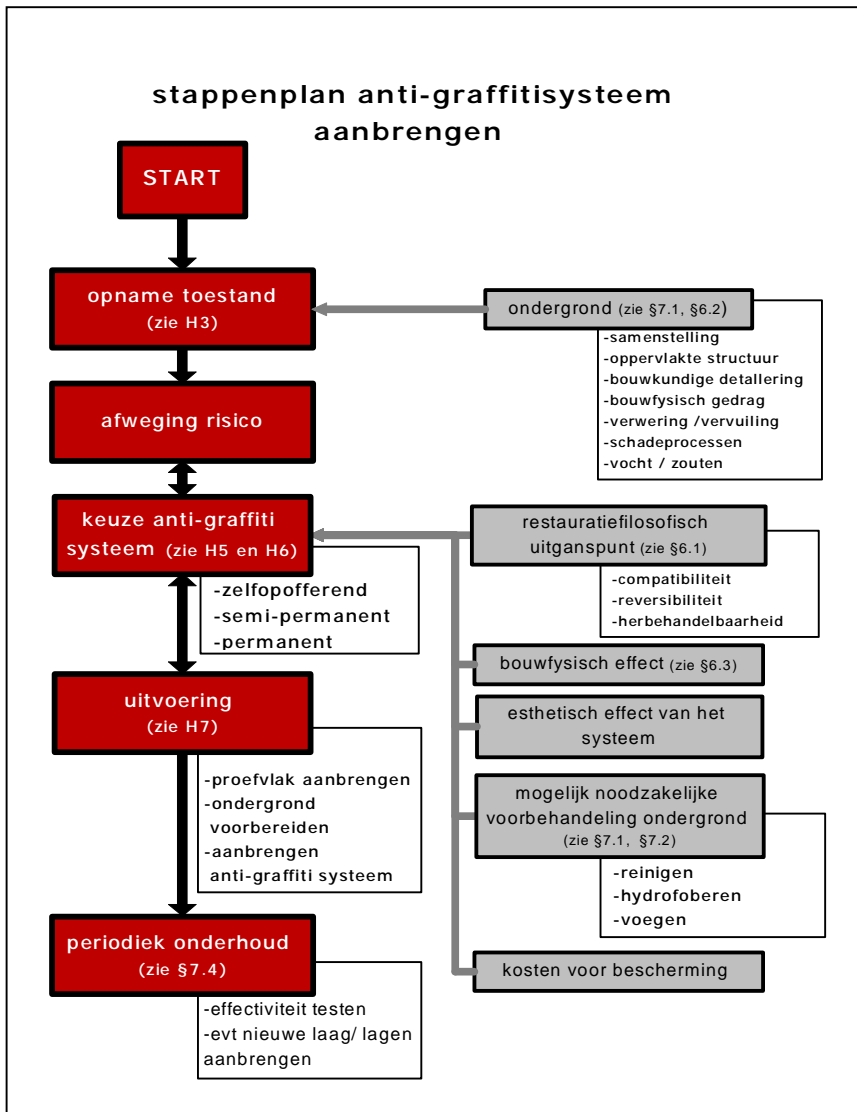 stappenplan anti-graffitisysteem
aanbrengen
START
opname toestand
(zie H3)
ondergrond (zie §7.1, §6.2)
-samenstelling
-oppervlakte structuur
-bouwkundige detallering
-bouwfysisch gedrag
-verwering /vervuiling
-schadeprocessen
-vocht / zouten
afweging risico
keuze anti-graffiti
systeem (zie H5 en H6)
-zelfopofferend
-semi-permanent
-permanent
restauratiefilosofisch
uitganspunt (zie §6.1)
-compatibiliteit
-reversibiliteit
-herbehandelbaarheid
bouwfysisch effect (zie §6.3)
esthetisch effect van het
systeem
mogelijk noodzakelijke
voorbehandeling ondergrond
(zie §7.1, §7.2)
-reinigen
-hydrofoberen
-voegen
kosten voor bescherming
uitvoering
(zie H7)
-proefvlak aanbrengen
-ondergrond
voorbereiden
-aanbrengen
anti-graffiti systeem
periodiek onderhoud
(zie §7.4)
-effectiviteit testen
-evt nieuwe laag/ lagen
aanbrengen